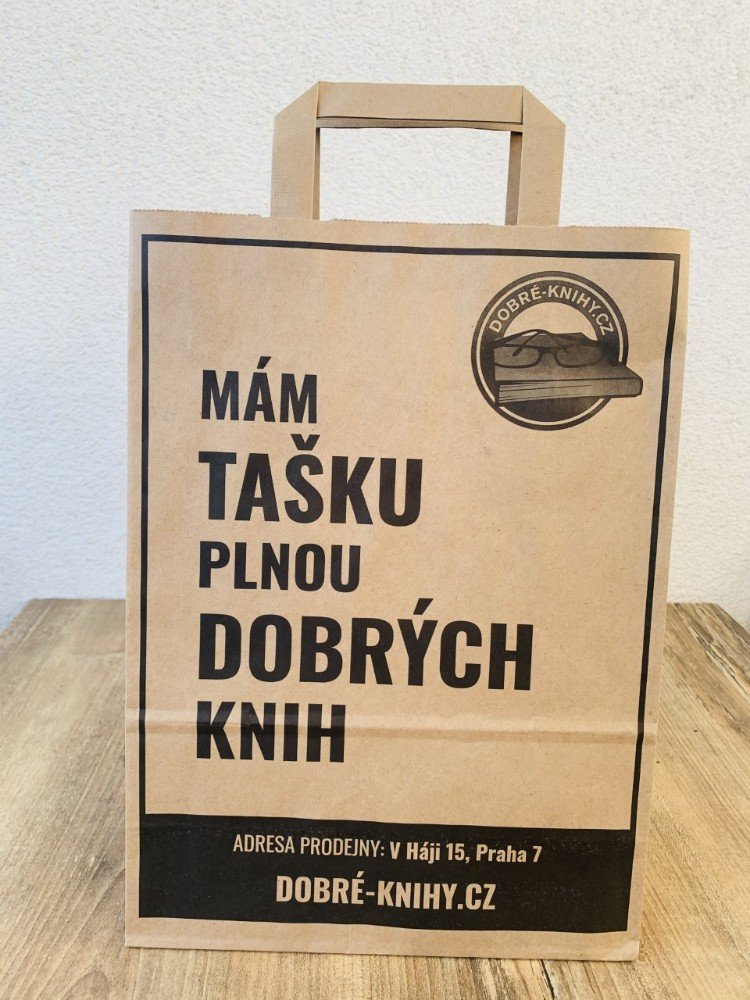 DOBRÉ-KNIHY.CZ
MÁM
TAŠKU
PLNOU
DOBRÝCH
KNIH
ADRESA PRODEJNY: V Háji 15, Praha 7
DOBRÉ-KNIHY.CZ